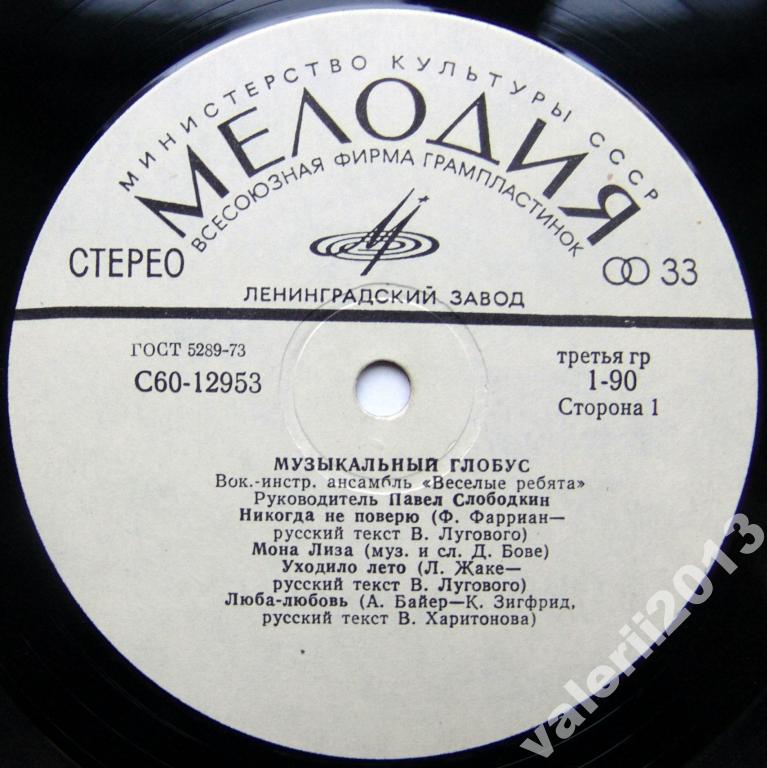 МИНИСТЕРСТВО КУЛЬТУРЫ СССР
МЕЛОДИЯ
ВСЕСОЮЗНАЯ ФИРМА ГРАМПЛАСТИНОК
СТЕРЕО
33
ЛЕНИНГРАДСКИЙ ЗАВОД
ГОСТ 5289-73
третья гр
С60-12953
1-90
Сторона 1
МУЗЫКАЛЬНЫЙ ГЛОБУС
Вок.-инстр. ансамбль «Веселые ребята»
Руководитель Павел Слободкин
Никогда не поверю (Ф. Фарриан—
русский текст В. Лугового)
Мона Лиза (муз. и сл. Д. Бове)
Уходило лето (Л. Жаке—
русский текст В. Лугового)
Люба-любовь (А. Байер—К. Зигфрид,
русский текст В. Харитонова)
valerii2013